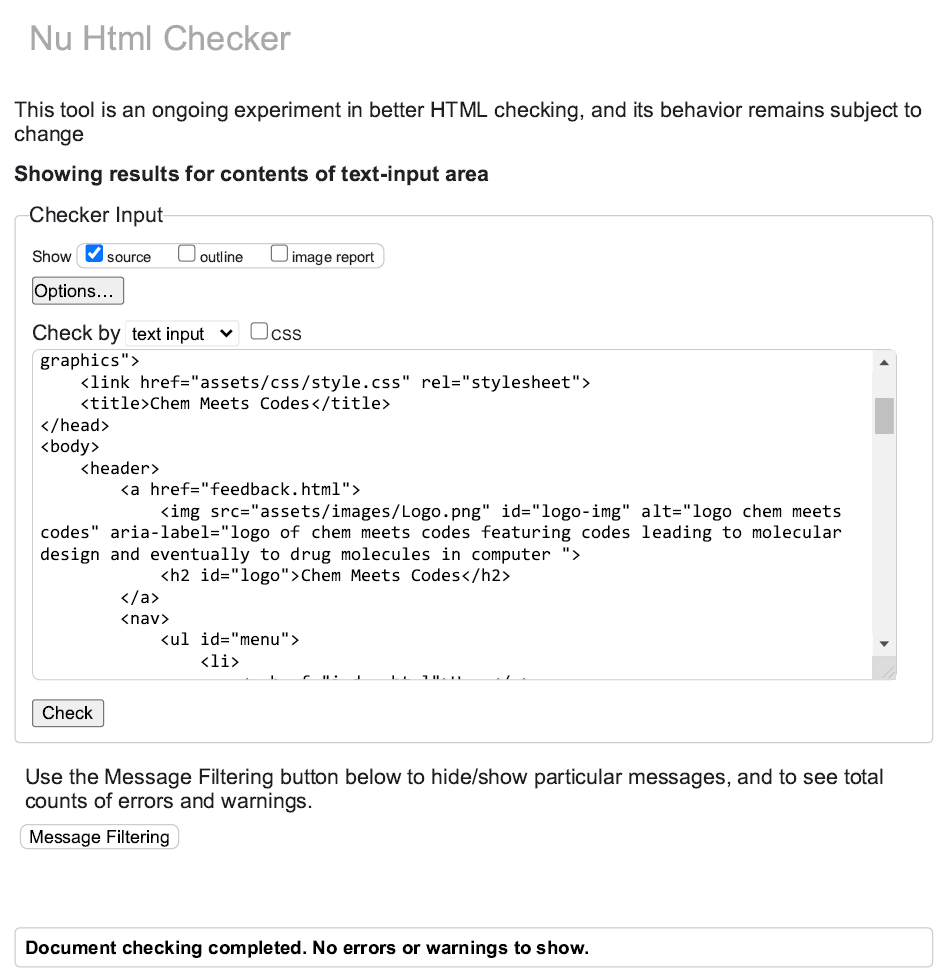 Nu Html Checker
This tool is an ongoing experiment in better HTML checking, and its behavior remains subject to
change
Showing results for contents of text-input area
Checker Input
Show source outline image report
Options...
Check by text input css
graphics">
    <link href="assets/css/style.css" rel="stylesheet">
    <title>Chem Meets Codes</title>
</head>
<body>
    <header>
        <a href="feedback.html">
            <img src="assets/images/Logo.png" id="logo-img" alt="logo chem meets
codes" aria-label="logo of chem meets codes featuring codes leading to molecular
design and eventually to drug molecules in computer ">
            <h2 id="logo">Chem Meets Codes</h2>
        </a>
        <nav>
            <ul id="menu">
                <li>
Check
Use the Message Filtering button below to hide/show particular messages, and to see total
counts of errors and warnings.
Message Filtering
Document checking completed. No errors or warnings to show.